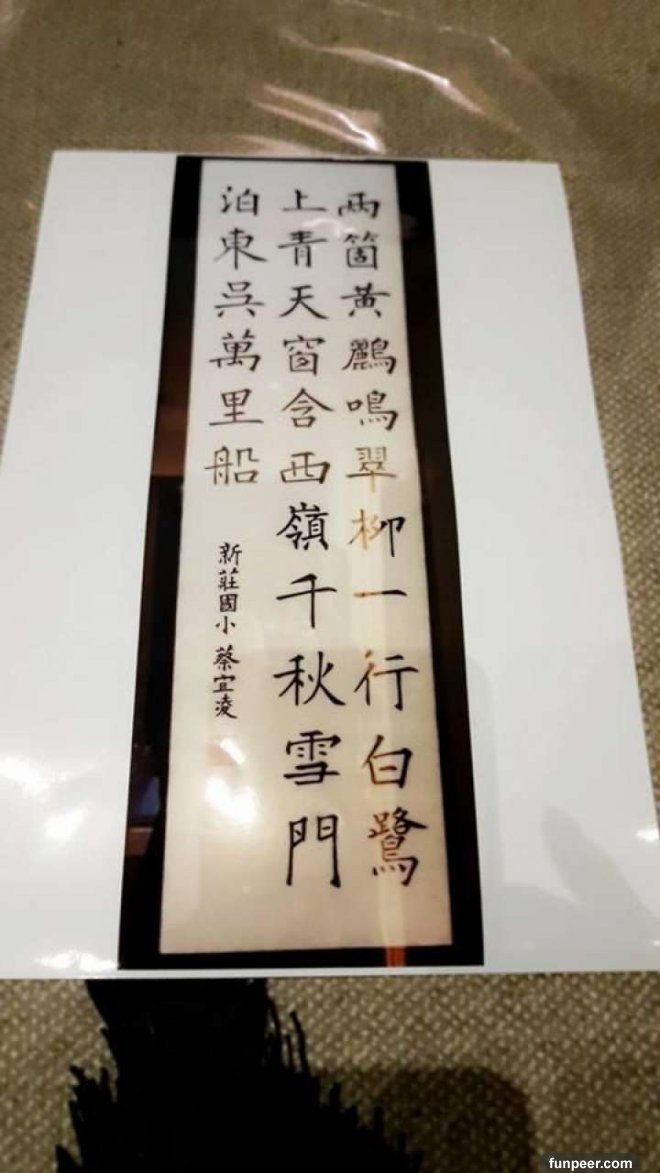 兩箇黃鸝鳴翠柳一行白鷺
上青天窗含西嶺千秋雪門
泊東吳萬里船
新莊國小 蔡宜凌
funpeer.com